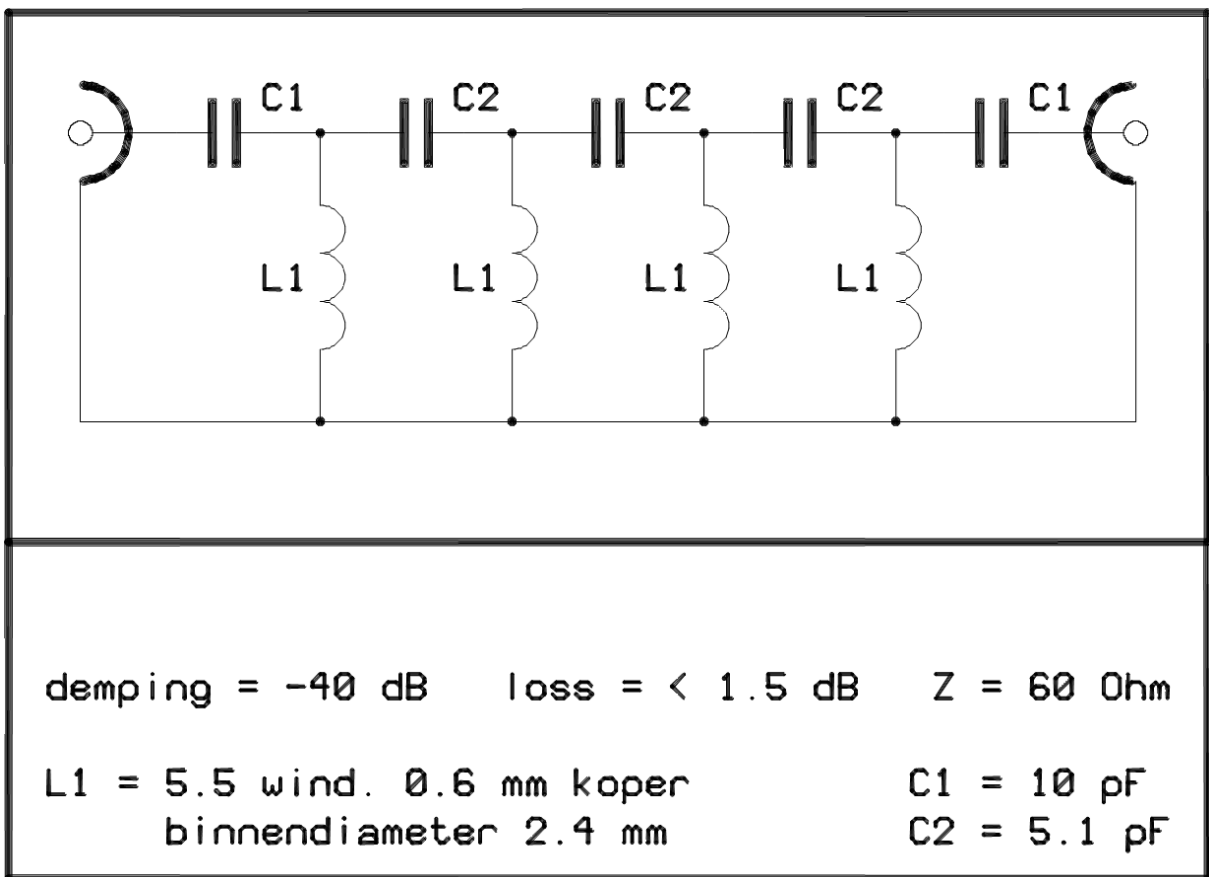 C1 C2 C2 C2 C1
L1 L1 L1 L1
demping = -40 dB loss = < 1.5 dB Z = 60 Ohm
L1 = 5.5 wind. 0.6 mm koper C1 = 10 pF
binnendiameter 2.4 mm C2 = 5.1 pF